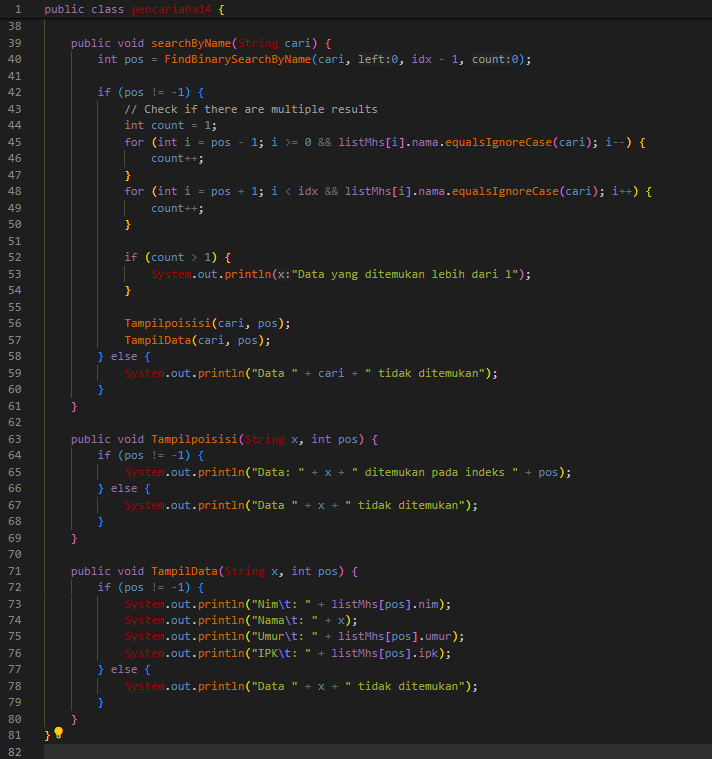 1 public class pencariaha14 {
38
39 public void searchByName(String cari) {
40 int pos = FindBinarySearchByName(cari, left:0, idx - 1, count:0);
41
42 if (pos != -1) {
43 // Check if there are multiple results
44 int count = 1;
45 for (int i = pos - 1; i >= 0 && listMhs[i].nama.equalsIgnoreCase(cari); i--) {
46 count++;
47 }
48 for (int i = pos + 1; i < idx && listMhs[i].nama.equalsIgnoreCase(cari); i++) {
49 count++;
50 }
51
52 if (count > 1) {
53 System.out.println(x:"Data yang ditemukan lebih dari 1");
54 }
55
56 Tampilpoisisi(cari, pos);
57 TampilData(cari, pos);
58 } else {
59 System.out.println("Data " + cari + " tidak ditemukan");
60 }
61 }
62
63 public void Tampilpoisisi(String x, int pos) {
64 if (pos != -1) {
65 System.out.println("Data: " + x + " ditemukan pada indeks " + pos);
66 } else {
67 System.out.println("Data " + x + " tidak ditemukan");
68 }
69 }
70
71 public void TampilData(String x, int pos) {
72 if (pos != -1) {
73 System.out.println("Nim\t: " + listMhs[pos].nim);
74 System.out.println("Nama\t: " + x);
75 System.out.println("Umur\t: " + listMhs[pos].umur);
76 System.out.println("IPK\t: " + listMhs[pos].ipk);
77 } else {
78 System.out.println("Data " + x + " tidak ditemukan");
79 }
80 }
81 }
82